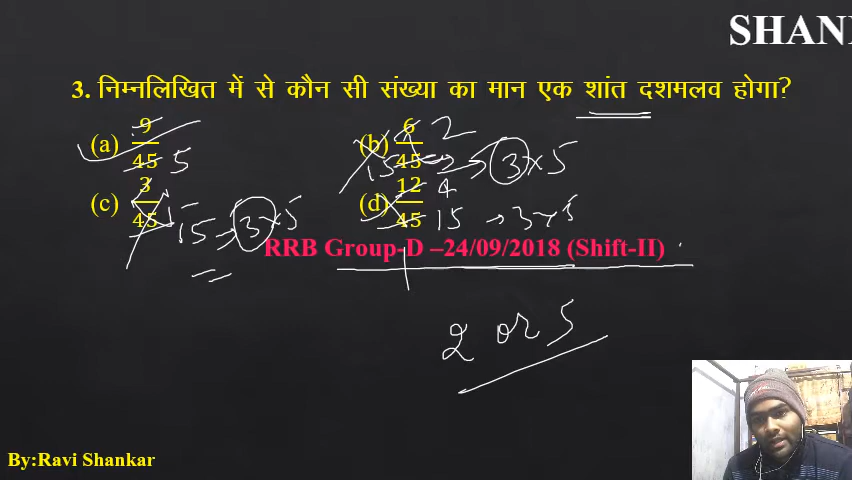 SHAN
3. निम्नलिखित में से कौन सी संख्या का मान एक शांत दशमलव होगा?
(a) 9/45 5 (b) 6/45 2 15 → 3 × 5
(c) 3/45 15 → 3 × 5 (d) 12/45 4 15 → 3 × 5
RRB Group-D –24/09/2018 (Shift-II)
2 or 5
By:Ravi Shankar